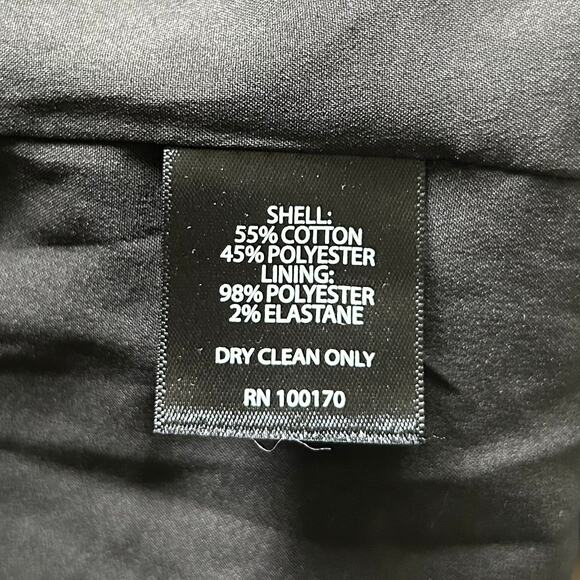 SHELL:
55% COTTON
45% POLYESTER
LINING:
98% POLYESTER
2% ELASTANE
DRY CLEAN ONLY
RN 100170